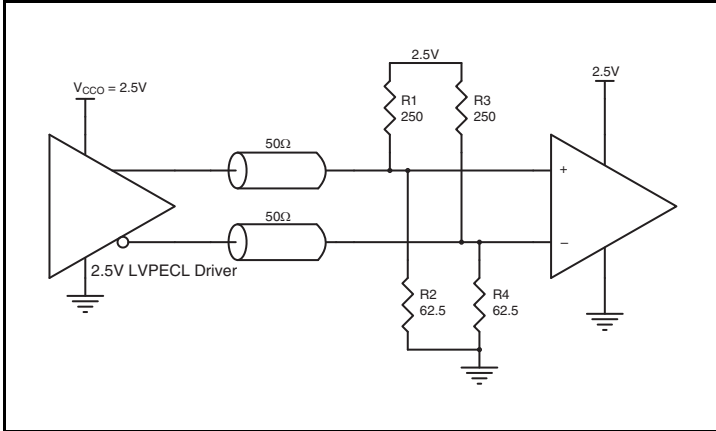 2.5V
V_CCO = 2.5V
2.5V
R1
250
R3
250
50Ω
+
50Ω
–
2.5V LVPECL Driver
R2
62.5
R4
62.5